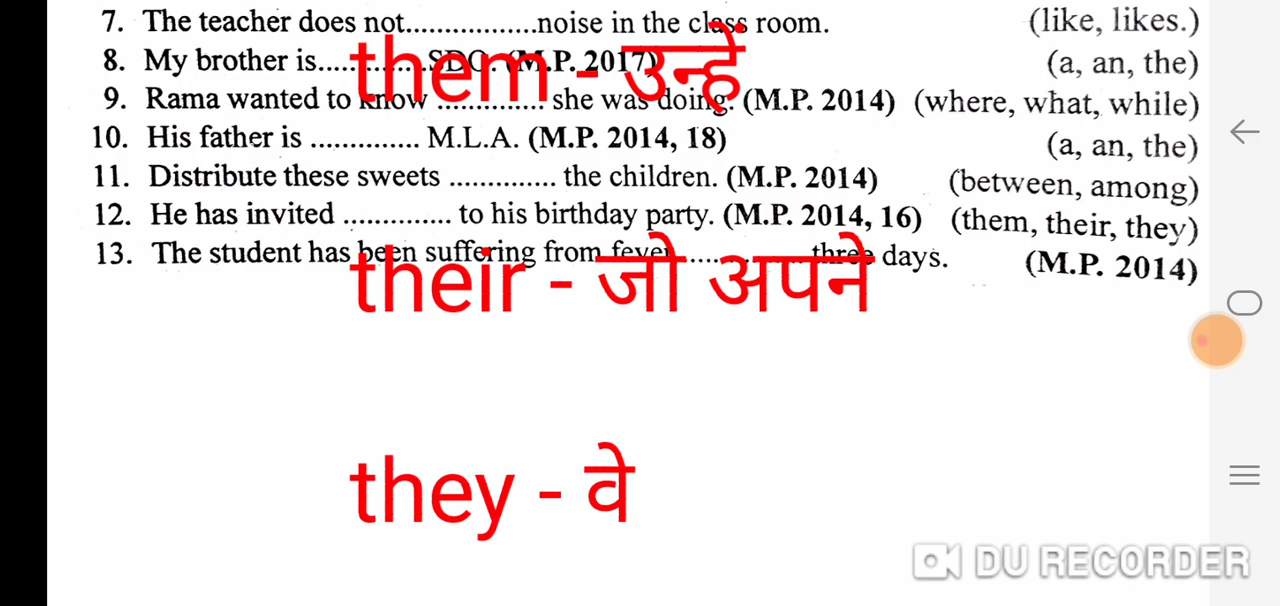 7. The teacher does not.................noise in the class room. (like, likes.)
8. My brother is..............SDO. (M.P. 2017) (a, an, the)
them - उन्हे
9. Rama wanted to know .............. she was doing. (M.P. 2014) (where, what, while)
10. His father is .............. M.L.A. (M.P. 2014, 18) (a, an, the)
11. Distribute these sweets .............. the children. (M.P. 2014) (between, among)
12. He has invited .............. to his birthday party. (M.P. 2014, 16) (them, their, they)
13. The student has been suffering from fever ................ three days. (M.P. 2014)
their - जो अपने
they - वे
DU RECORDER